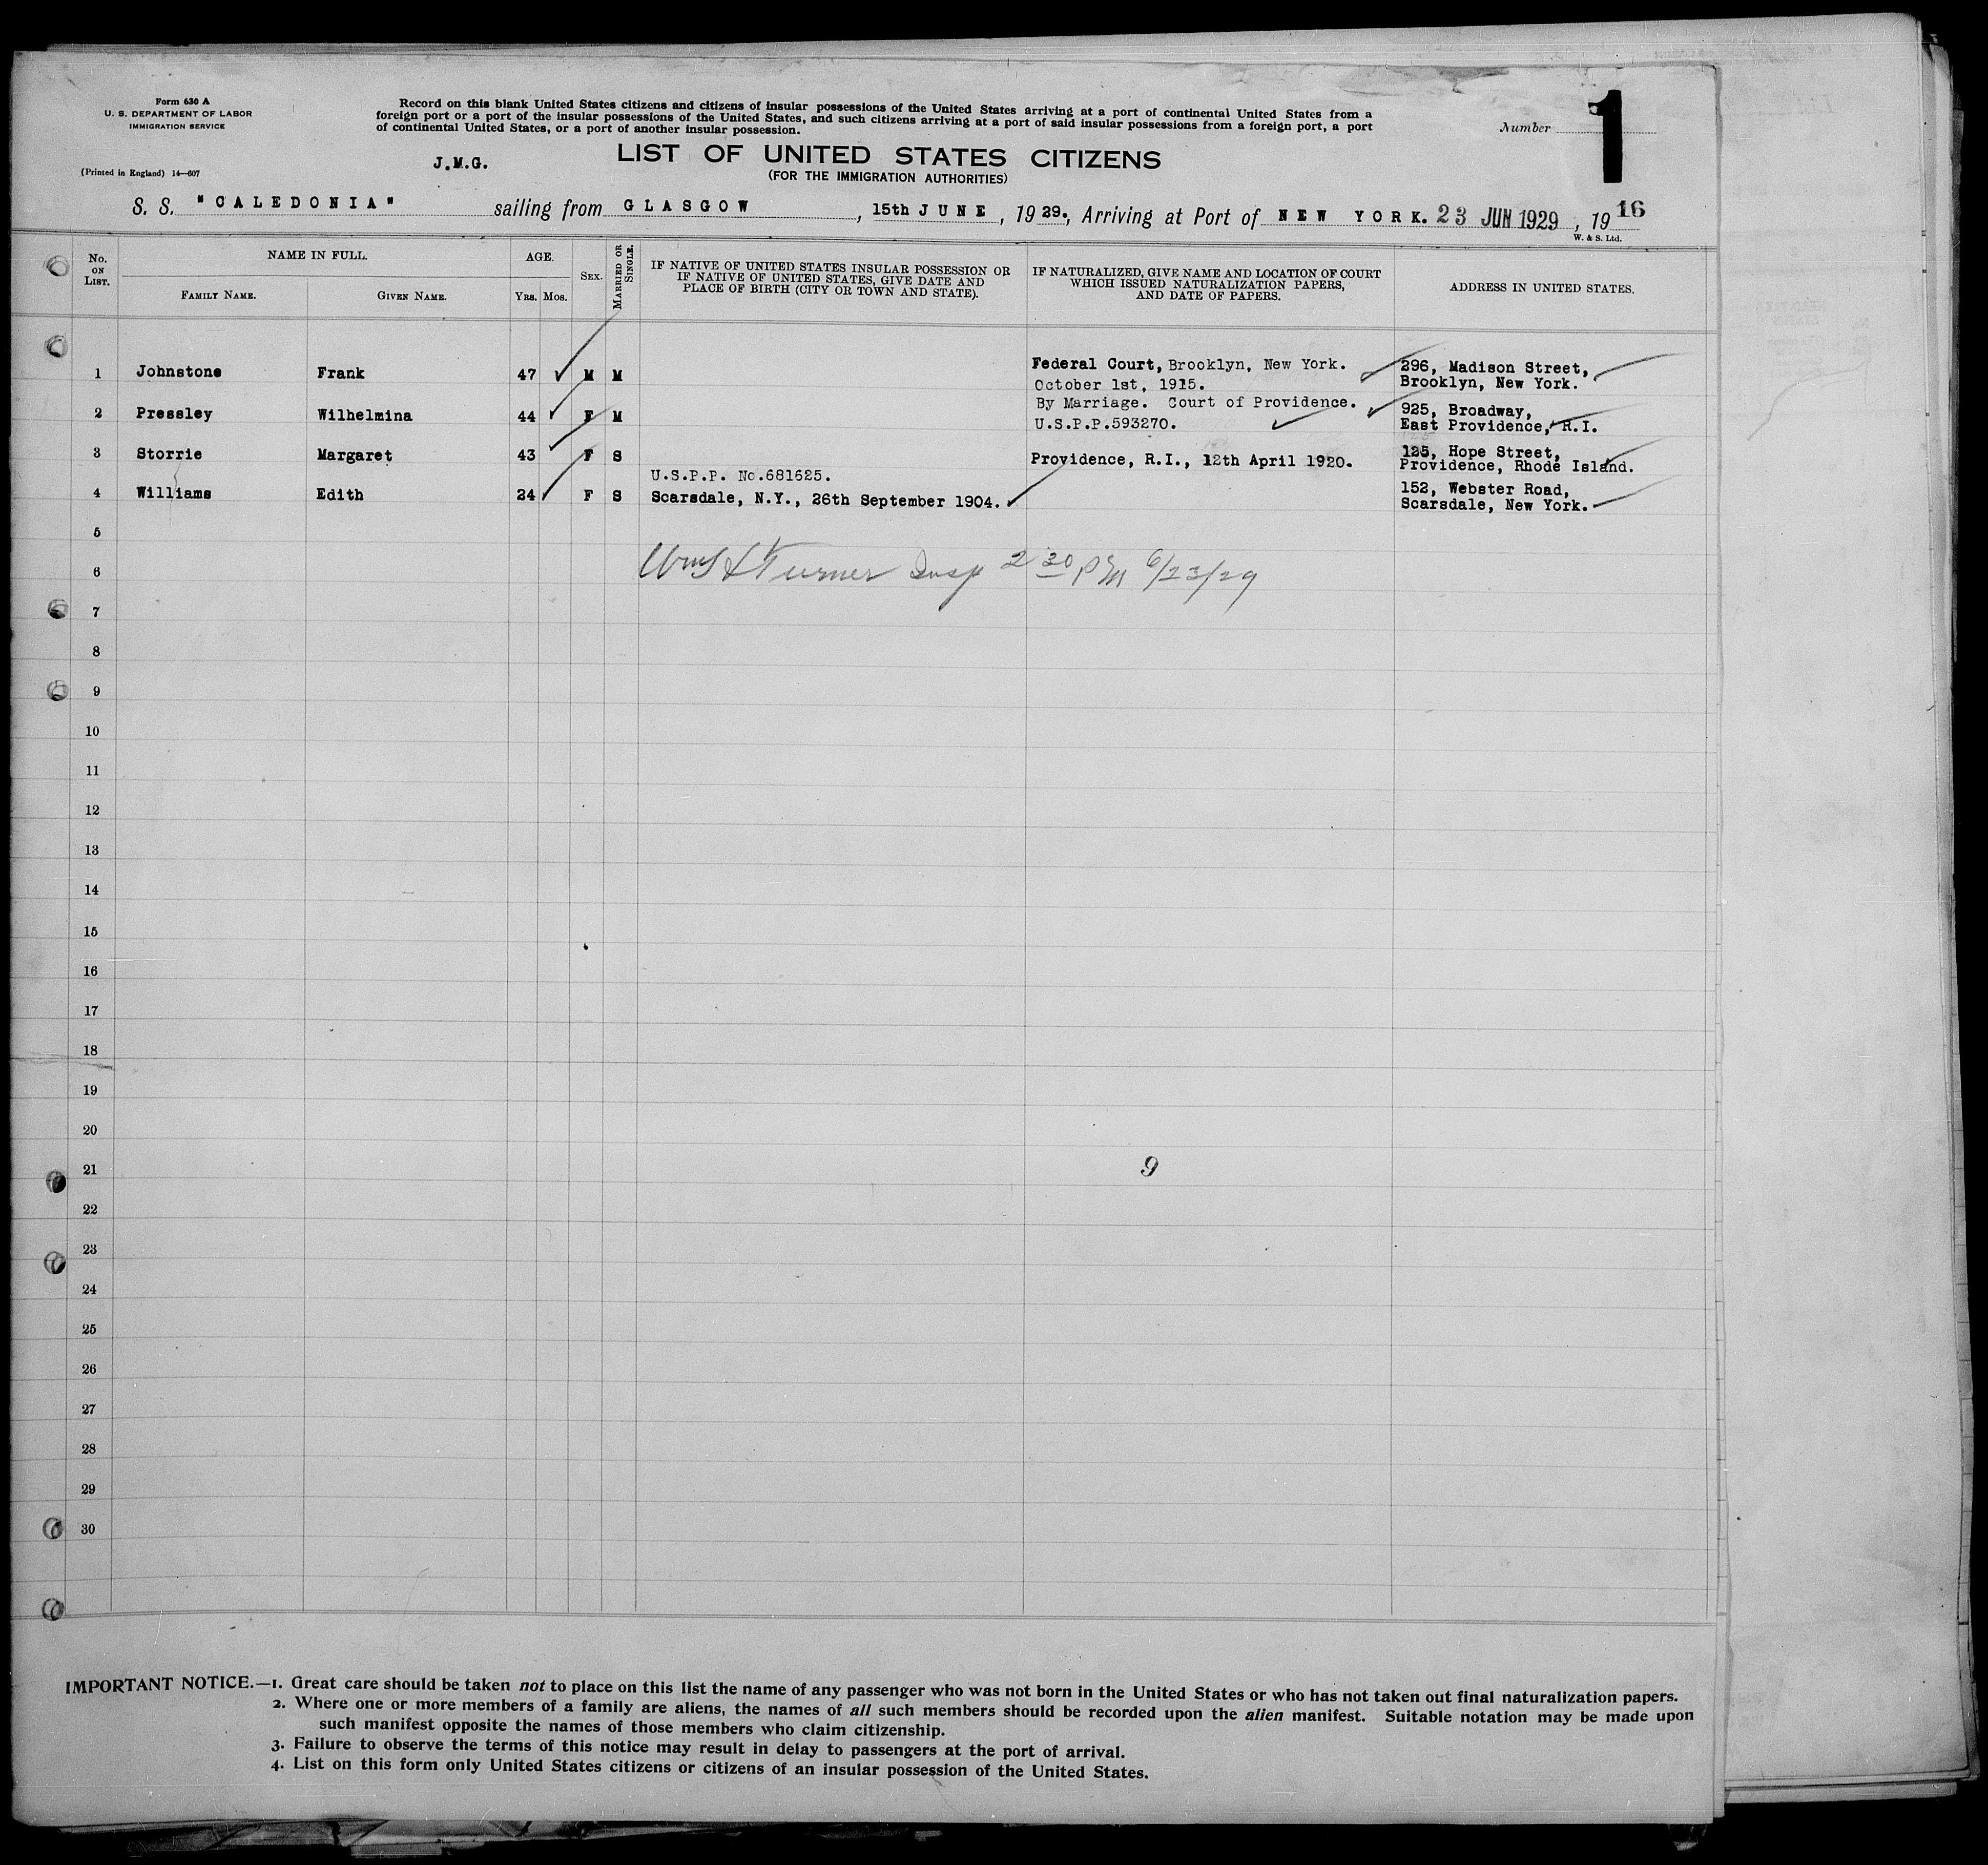 Form 630 A
U. S. DEPARTMENT OF LABOR
IMMIGRATION SERVICE
(Printed in England) 14—607
Record on this blank United States citizens and citizens of insular possessions of the United States arriving at a port of continental United States from a
foreign port or a port of the insular possessions of the United States, and such citizens arriving at a port of said insular possessions from a foreign port, a port
of continental United States, or a port of another insular possession.
Number 1
J.M.G.
LIST OF UNITED STATES CITIZENS
(FOR THE IMMIGRATION AUTHORITIES)
S. S. "CALEDONIA" sailing from GLASGOW, 15th JUNE, 1929., Arriving at Port of NEW YORK. 23 JUN 1929, 19 16
W. & S. Ltd.
No. ON LIST.
NAME IN FULL.
FAMILY NAME.
GIVEN NAME.
AGE.
YRS. MOS.
SEX.
MARRIED OR SINGLE.
IF NATIVE OF UNITED STATES INSULAR POSSESSION OR
IF NATIVE OF UNITED STATES, GIVE DATE AND
PLACE OF BIRTH (CITY OR TOWN AND STATE).
IF NATURALIZED, GIVE NAME AND LOCATION OF COURT
WHICH ISSUED NATURALIZATION PAPERS,
AND DATE OF PAPERS.
ADDRESS IN UNITED STATES.
1 Johnstone Frank 47 M M Federal Court, Brooklyn, New York. 296, Madison Street,
October 1st, 1915. Brooklyn, New York.
2 Pressley Wilhelmina 44 F M By Marriage. Court of Providence. 925, Broadway,
U.S.P.P.593270. East Providence, R.I.
3 Storrie Margaret 43 F S Providence, R.I., 12th April 1920. 125, Hope Street,
Providence, Rhode Island.
U.S.P.P. No.681625.
4 Williams Edith 24 F S Scarsdale, N.Y., 26th September 1904. 152, Webster Road,
Scarsdale, New York.
5
6 Turner Insp 2 30 PM 6/23/29
7
8
9
10
11
12
13
14
15
16
17
18
19
20
21 9
22
23
24
25
26
27
28
29
30
IMPORTANT NOTICE.—1. Great care should be taken not to place on this list the name of any passenger who was not born in the United States or who has not taken out final naturalization papers.
2. Where one or more members of a family are aliens, the names of all such members should be recorded upon the alien manifest. Suitable notation may be made upon
such manifest opposite the names of those members who claim citizenship.
3. Failure to observe the terms of this notice may result in delay to passengers at the port of arrival.
4. List on this form only United States citizens or citizens of an insular possession of the United States.